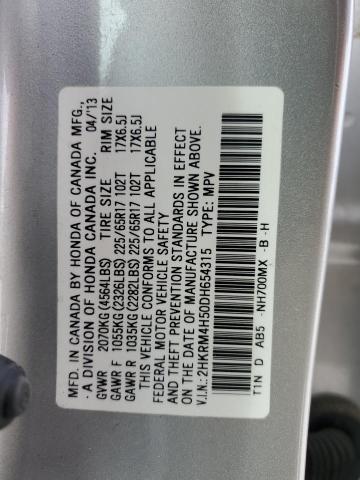 MFD. IN CANADA BY HONDA OF CANADA MFG.,
· A DIVISION OF HONDA CANADA INC. 04/'13
GVWR 2070KG (4564LBS) TIRE SIZE RIM SIZE
GAWR F 1055KG (2326LBS) 225/65R17 102T 17X6.5J
GAWR R 1035KG (2282LBS) 225/65R17 102T 17X6.5J
THIS VEHICLE CONFORMS TO ALL APPLICABLE
FEDERAL MOTOR VEHICLE SAFETY
AND THEFT PREVENTION STANDARDS IN EFFECT
ON THE DATE OF MANUFACTURE SHOWN ABOVE.
V.I.N.: 2HKRM4H50DH654315 TYPE: MPV
T1N D AB5 -NH700MX -B -H